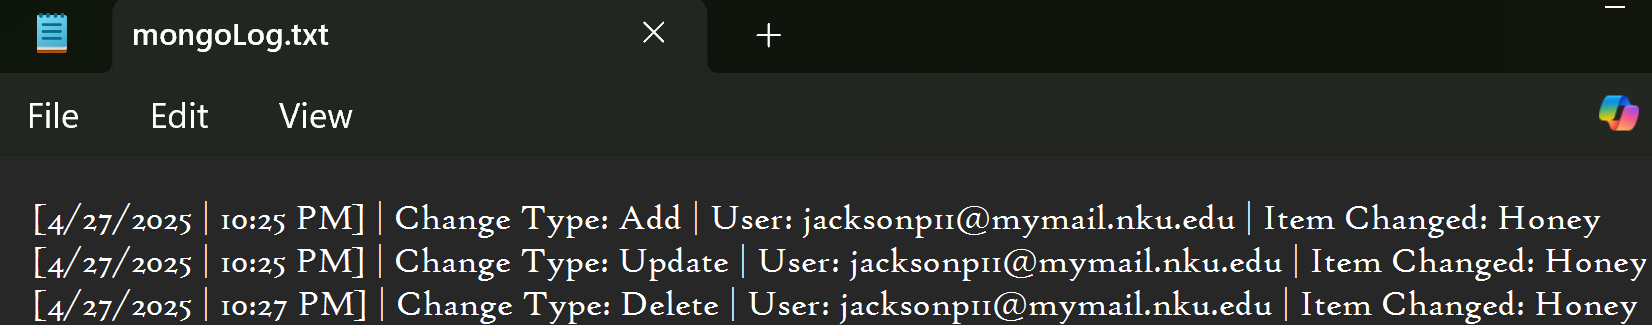 mongoLog.txt
File Edit View
[4/27/2025 | 10:25 PM] | Change Type: Add | User: jacksonp11@mymail.nku.edu | Item Changed: Honey
[4/27/2025 | 10:25 PM] | Change Type: Update | User: jacksonp11@mymail.nku.edu | Item Changed: Honey
[4/27/2025 | 10:27 PM] | Change Type: Delete | User: jacksonp11@mymail.nku.edu | Item Changed: Honey